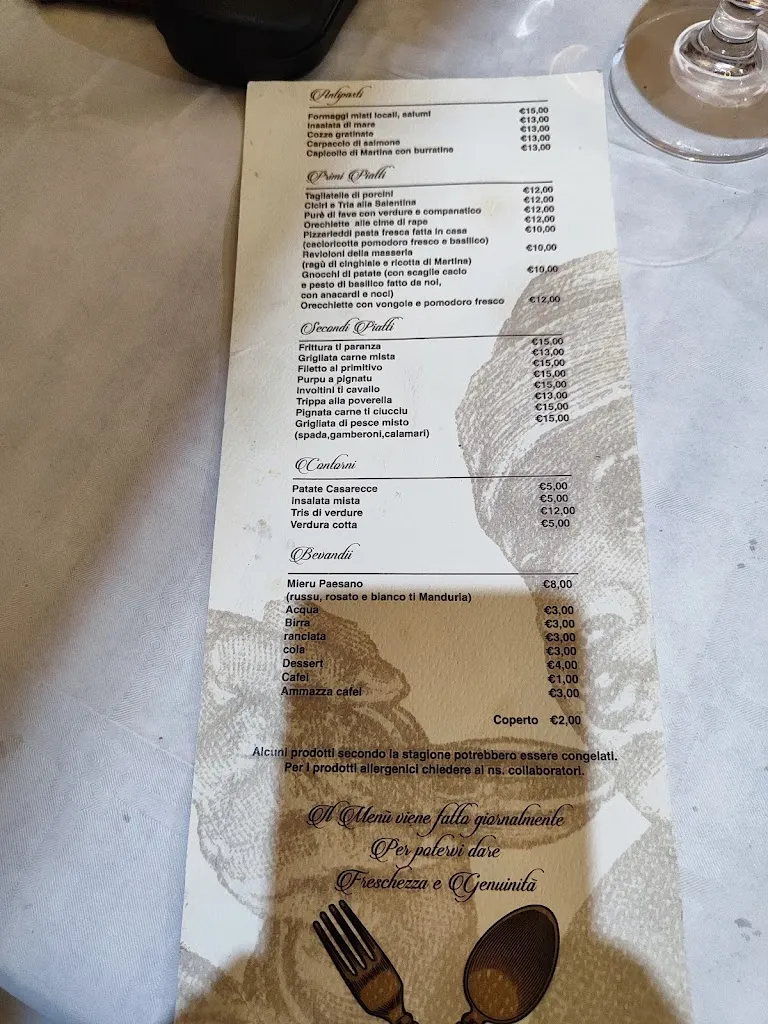 Antipasti
Formaggi misti locali, salumi €15,00
Insalata di mare €13,00
Cozze gratinate €13,00
Carpaccio di salmone €13,00
Capicollo di Martina con burratine €13,00
Primi Piatti
Tagliatelle di porcini €12,00
Ciciri e Tria alla Salentina €12,00
Purè di fave con verdure e companatico €12,00
Orechiette alle cime di rape €12,00
Pizzarieddi pasta fresca fatta in casa €10,00
(cacioricotta pomodoro fresco e basilico)
Ravioloni della masseria €10,00
(ragù di cinghiale e ricotta di Martina)
Gnocchi di patate (con scaglie cacio €10,00
e pesto di basilico fatto da noi,
con anacardi e noci)
Orecchiette con vongole e pomodoro fresco €12,00
Secondi Piatti
Frittura ti paranza €15,00
Grigliata carne mista €13,00
Filetto al primitivo €15,00
Purpu a pignatu €15,00
Involtini ti cavallo €15,00
Trippa alla poverella €13,00
Pignata carne ti ciucciu €15,00
Grigliata di pesce misto €15,00
(spada,gamberoni,calamari)
Contorni
Patate Casarecce €5,00
insalata mista €5,00
Tris di verdure €12,00
Verdura cotta €5,00
Bevandii
Mieru Paesano €8,00
(russu, rosato e bianco ti Manduria)
Acqua €3,00
Birra €3,00
ranciata €3,00
cola €3,00
Dessert €4,00
Cafei €1,00
Ammazza cafei €3,00
Coperto €2,00
Alcuni prodotti secondo la stagione potrebbero essere congelati.
Per i prodotti allergenici chiedere ai ns. collaboratori.
Il Menù viene fatto giornalmente
Per potervi dare
Freschezza e Genuinità